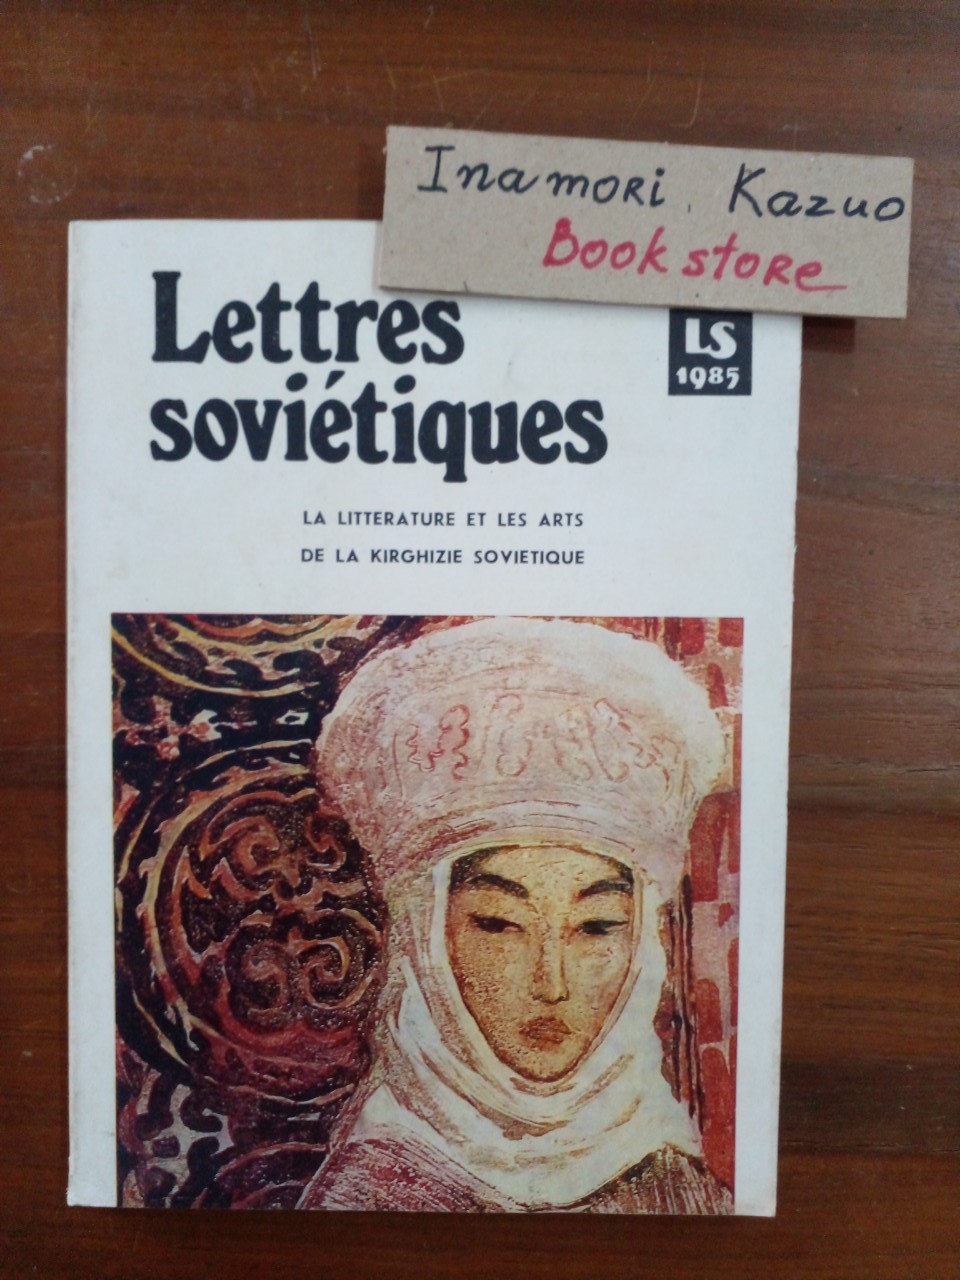 Inamori Kazuo
Book store
Lettres
soviétiques
LS
1985
LA LITTERATURE ET LES ARTS
DE LA KIRGHIZIE SOVIETIQUE